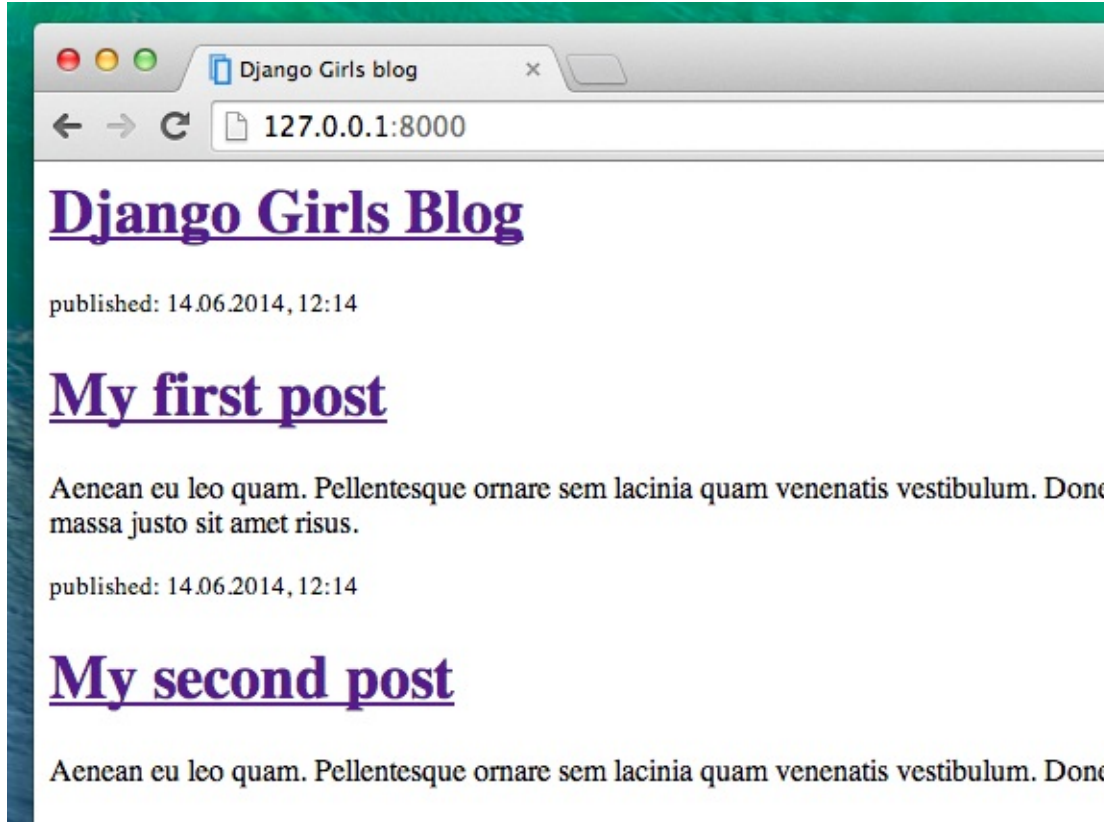 Django Girls blog
127.0.0.1:8000
Django Girls Blog
published: 14.06.2014, 12:14
My first post
Aenean eu leo quam. Pellentesque ornare sem lacinia quam venenatis vestibulum. Done
massa justo sit amet risus.
published: 14.06.2014, 12:14
My second post
Aenean eu leo quam. Pellentesque ornare sem lacinia quam venenatis vestibulum. Done